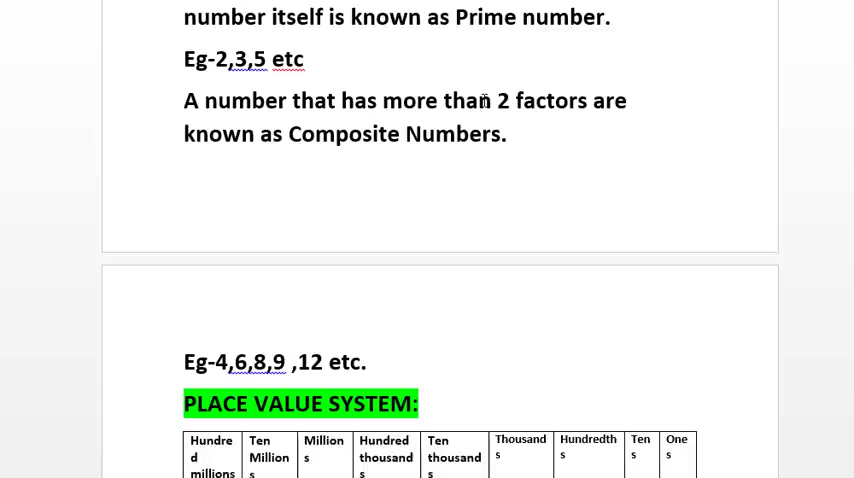 number itself is known as Prime number.
Eg-2,3,5 etc
A number that has more than 2 factors are
known as Composite Numbers.
Eg-4,6,8,9 ,12 etc.
PLACE VALUE SYSTEM:
Hundre Ten Million Hundred Ten Thousand Hundredth Ten One
d Million s thousand thousand s s s s
millions s s s